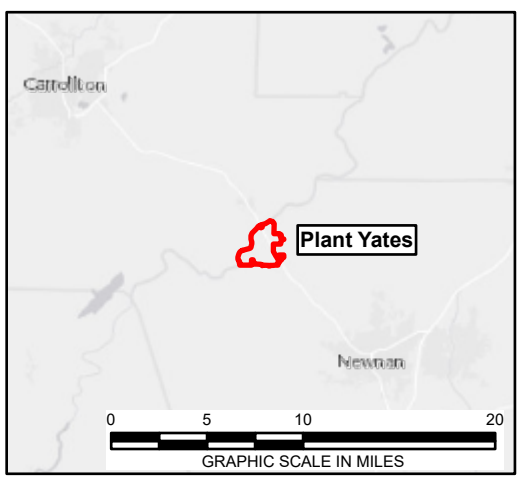 Carrollton
Plant Yates
Newnan
0 5 10 20
GRAPHIC SCALE IN MILES